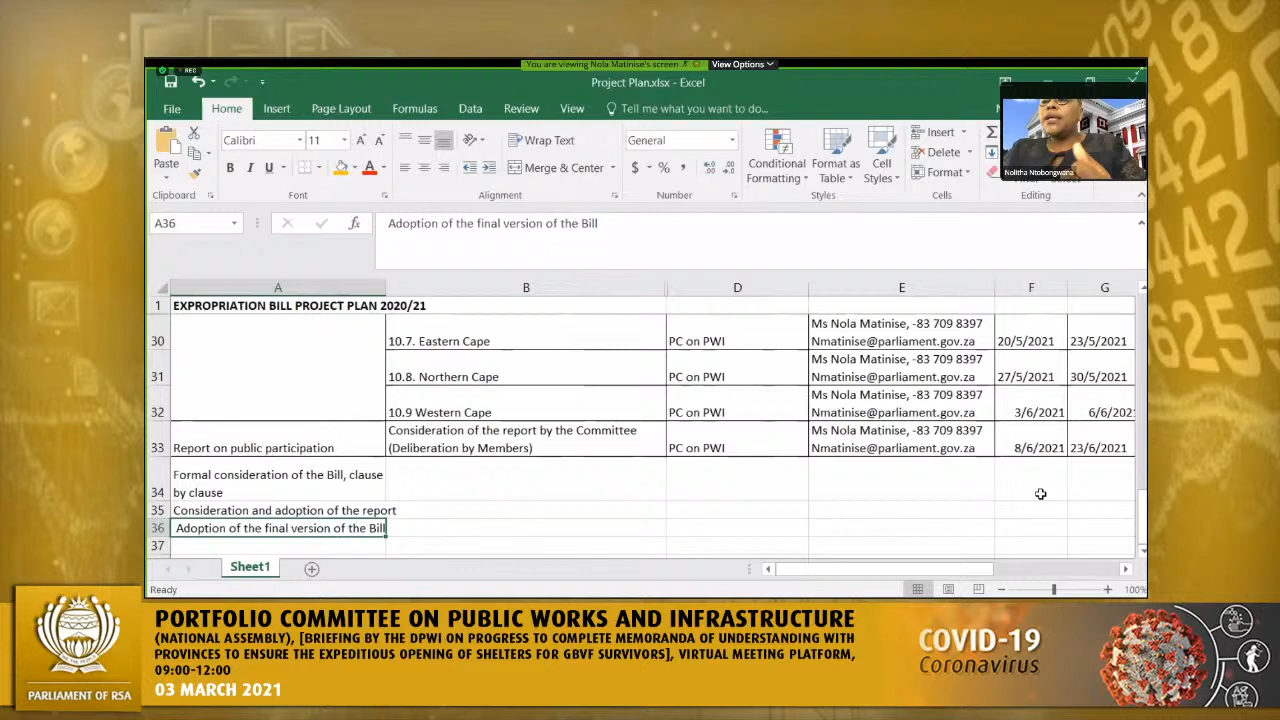 REC
You are viewing Nola Matinise's screen
View Options
Project Plan.xlsx - Excel
File Home Insert Page Layout Formulas Data Review View Tell me what you want to do...
Paste
Clipboard
Calibri 11
B I U
Font
Wrap Text
Merge & Center
Alignment
General
$ % ,
Number
Conditional Formatting
Format as Table
Cell Styles
Styles
Insert
Delete
Format
Cells
Editing
Nolitha Ntobongwana
A36 fx Adoption of the final version of the Bill
A B D E F G
1 EXPROPRIATION BILL PROJECT PLAN 2020/21
Ms Nola Matinise, -83 709 8397
30 10.7. Eastern Cape PC on PWI Nmatinise@parliament.gov.za 20/5/2021 23/5/2021
Ms Nola Matinise, -83 709 8397
31 10.8. Northern Cape PC on PWI Nmatinise@parliament.gov.za 27/5/2021 30/5/2021
Ms Nola Matinise, -83 709 8397
32 10.9 Western Cape PC on PWI Nmatinise@parliament.gov.za 3/6/2021 6/6/202
Consideration of the report by the Committee Ms Nola Matinise, -83 709 8397
33 Report on public participation (Deliberation by Members) PC on PWI Nmatinise@parliament.gov.za 8/6/2021 23/6/2021
Formal consideration of the Bill, clause
34 by clause
35 Consideration and adoption of the report
36 Adoption of the final version of the Bill
37
Sheet1
Ready 100%
PARLIAMENT OF RSA
PORTFOLIO COMMITTEE ON PUBLIC WORKS AND INFRASTRUCTURE
(NATIONAL ASSEMBLY), [BRIEFING BY THE DPWI ON PROGRESS TO COMPLETE MEMORANDA OF UNDERSTANDING WITH
PROVINCES TO ENSURE THE EXPEDITIOUS OPENING OF SHELTERS FOR GBVF SURVIVORS], VIRTUAL MEETING PLATFORM,
09:00-12:00
03 MARCH 2021
COVID-19
Coronavirus